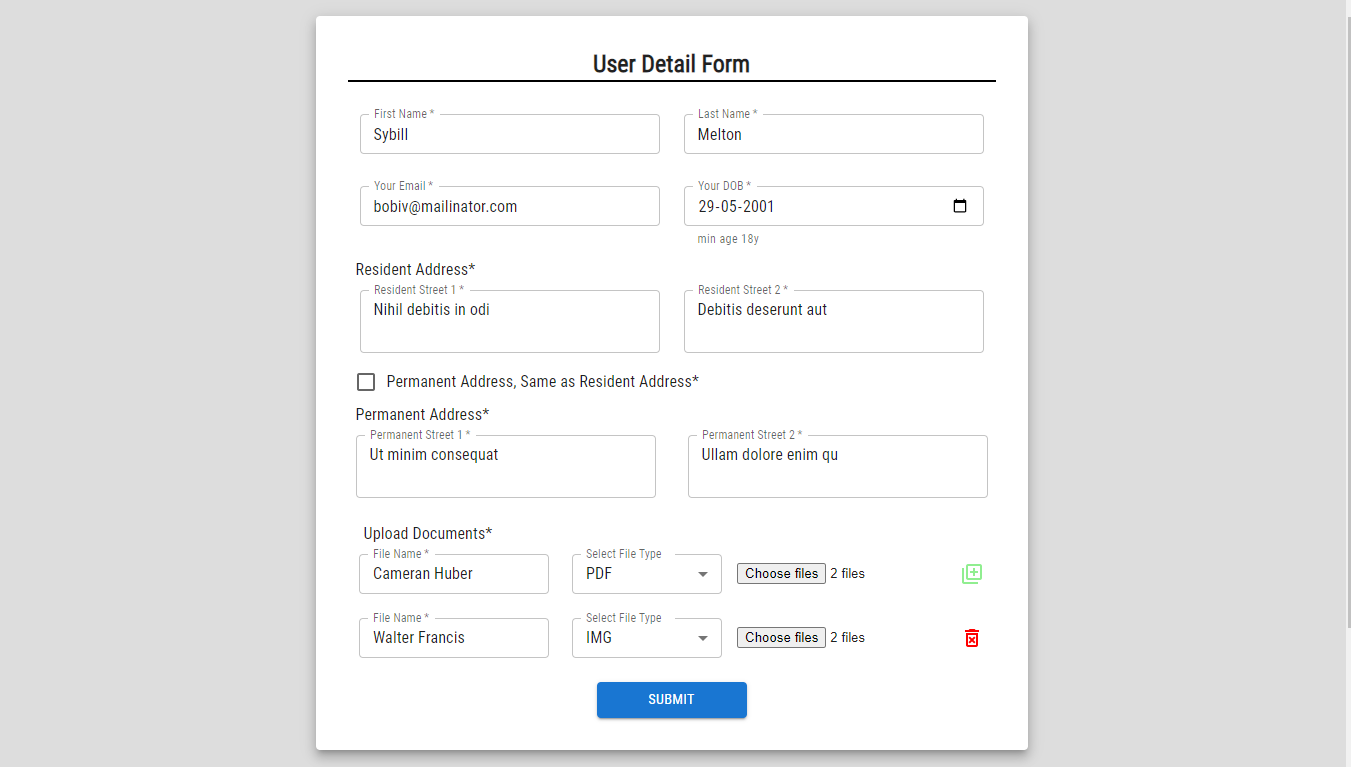 User Detail Form
First Name * Last Name *
Sybill Melton
Your Email * Your DOB *
bobiv@mailinator.com 29-05-2001
min age 18y
Resident Address*
Resident Street 1 * Resident Street 2 *
Nihil debitis in odi Debitis deserunt aut
Permanent Address, Same as Resident Address*
Permanent Address*
Permanent Street 1 * Permanent Street 2 *
Ut minim consequat Ullam dolore enim qu
Upload Documents*
File Name * Select File Type
Cameran Huber PDF Choose files 2 files
File Name * Select File Type
Walter Francis IMG Choose files 2 files
SUBMIT